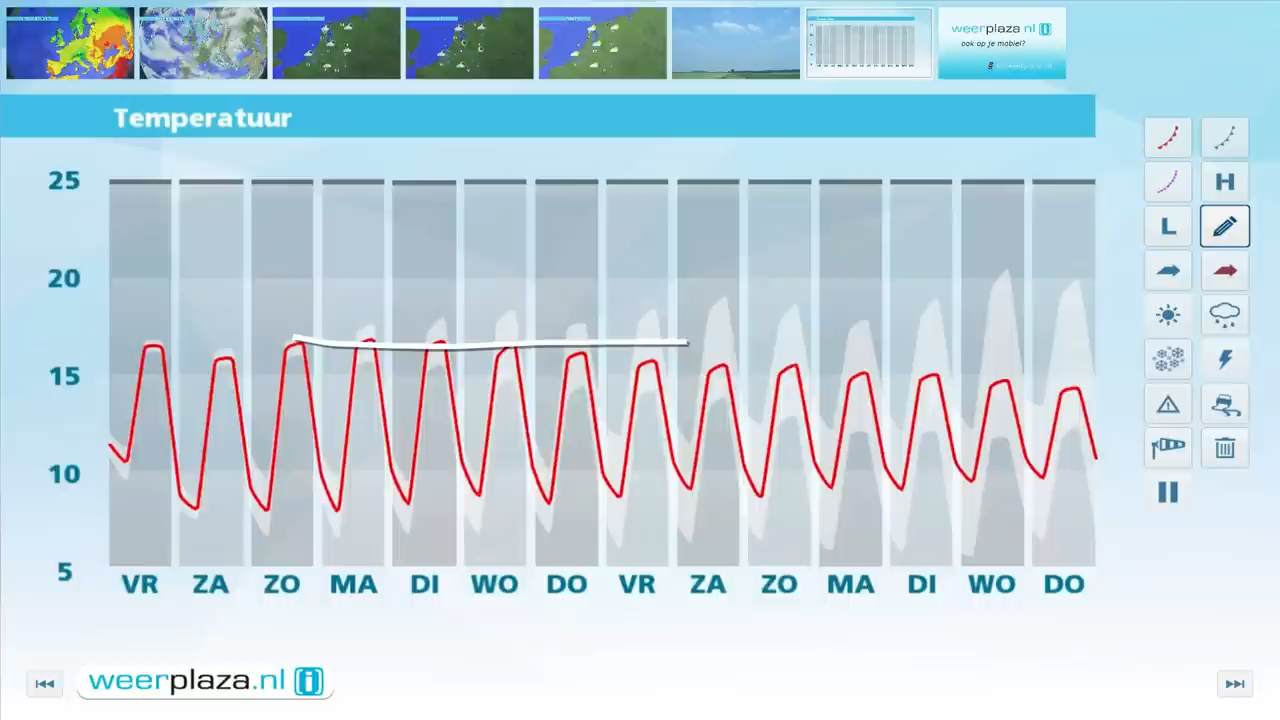 weerplaza.nl
ook op je mobiel?
Temperatuur
25
20
15
10
5
VR ZA ZO MA DI WO DO VR ZA ZO MA DI WO DO
H
L
weerplaza.nl